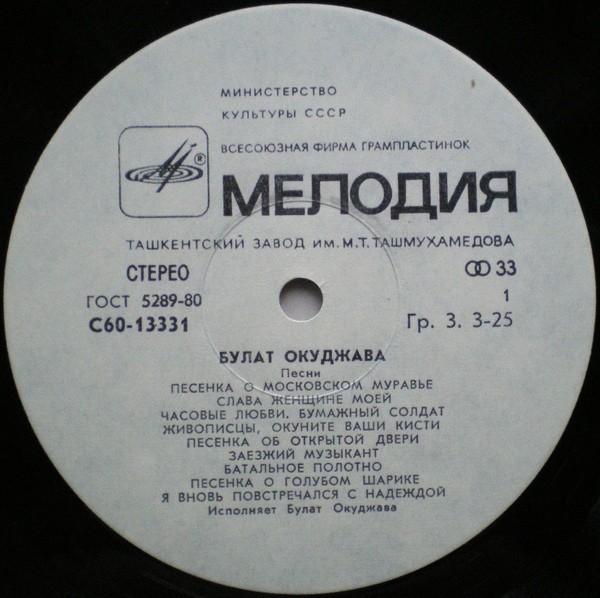 МИНИСТЕРСТВО
КУЛЬТУРЫ СССР
ВСЕСОЮЗНАЯ ФИРМА ГРАМПЛАСТИНОК
® МЕЛОДИЯ
ТАШКЕНТСКИЙ ЗАВОД ИМ. М.Т. ТАШМУХАМЕДОВА
СТЕРЕО 33
ГОСТ 5289-80 1
С60-13331 Гр. 3. 3-25
БУЛАТ ОКУДЖАВА
Песни
ПЕСЕНКА О МОСКОВСКОМ МУРАВЬЕ
СЛАВА ЖЕНЩИНЕ МОЕЙ
ЧАСОВЫЕ ЛЮБВИ. БУМАЖНЫЙ СОЛДАТ
ЖИВОПИСЦЫ, ОКУНИТЕ ВАШИ КИСТИ
ПЕСЕНКА ОБ ОТКРЫТОЙ ДВЕРИ
ЗАЕЗЖИЙ МУЗЫКАНТ
БАТАЛЬНОЕ ПОЛОТНО
ПЕСЕНКА О ГОЛУБОМ ШАРИКЕ
Я ВНОВЬ ПОВСТРЕЧАЛСЯ С НАДЕЖДОЙ
Исполняет Булат Окуджава